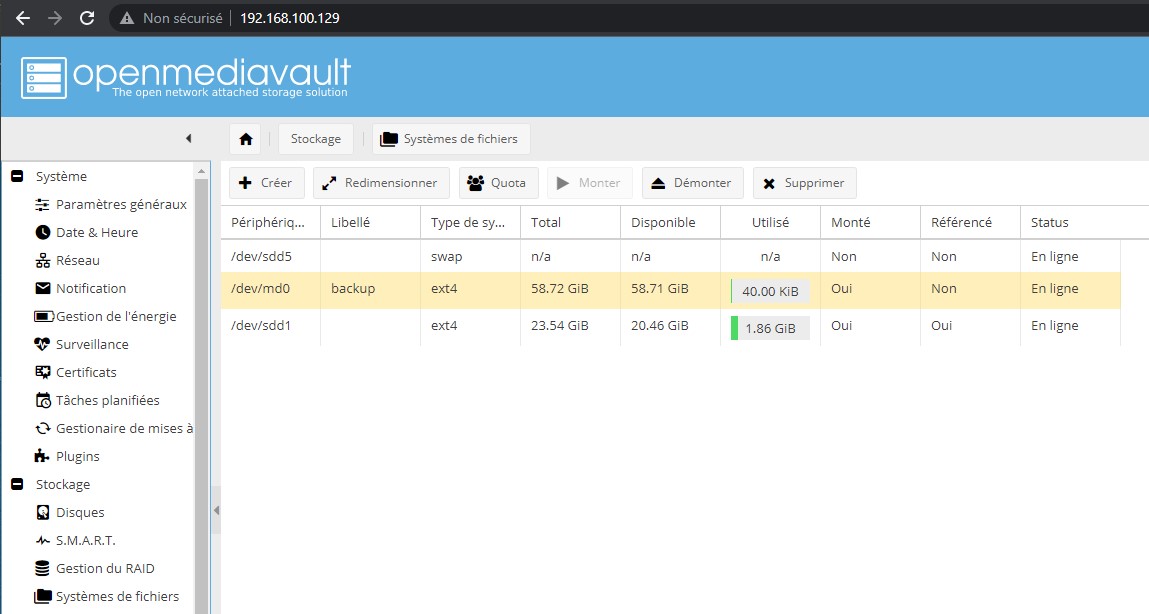 Non sécurisé 192.168.100.129
openmediavault
The open network attached storage solution
Stockage Systèmes de fichiers
Système
Paramètres généraux
Date & Heure
Réseau
Notification
Gestion de l'énergie
Surveillance
Certificats
Tâches planifiées
Gestionaire de mises à
Plugins
Stockage
Disques
S.M.A.R.T.
Gestion du RAID
Systèmes de fichiers
Créer Redimensionner Quota Monter Démonter Supprimer
Périphériq... Libellé Type de sy... Total Disponible Utilisé Monté Référencé Status
/dev/sdd5 swap n/a n/a n/a Non Non En ligne
/dev/md0 backup ext4 58.72 GiB 58.71 GiB 40.00 KiB Oui Non En ligne
/dev/sdd1 ext4 23.54 GiB 20.46 GiB 1.86 GiB Oui Oui En ligne